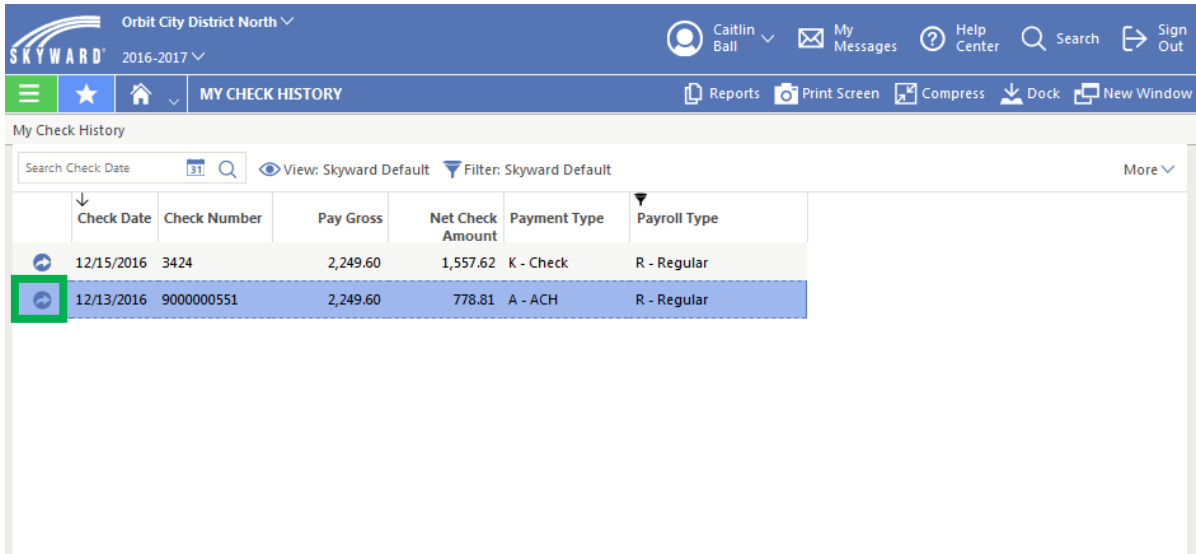 Orbit City District North
SKYWARD®
2016-2017
Caitlin Ball
My Messages
Help Center
Search
Sign Out
MY CHECK HISTORY
Reports
Print Screen
Compress
Dock
New Window
My Check History
Search Check Date
31
View: Skyward Default
Filter: Skyward Default
More
Check Date Check Number Pay Gross Net Check Amount Payment Type Payroll Type
12/15/2016 3424 2,249.60 1,557.62 K - Check R - Regular
12/13/2016 9000000551 2,249.60 778.81 A - ACH R - Regular